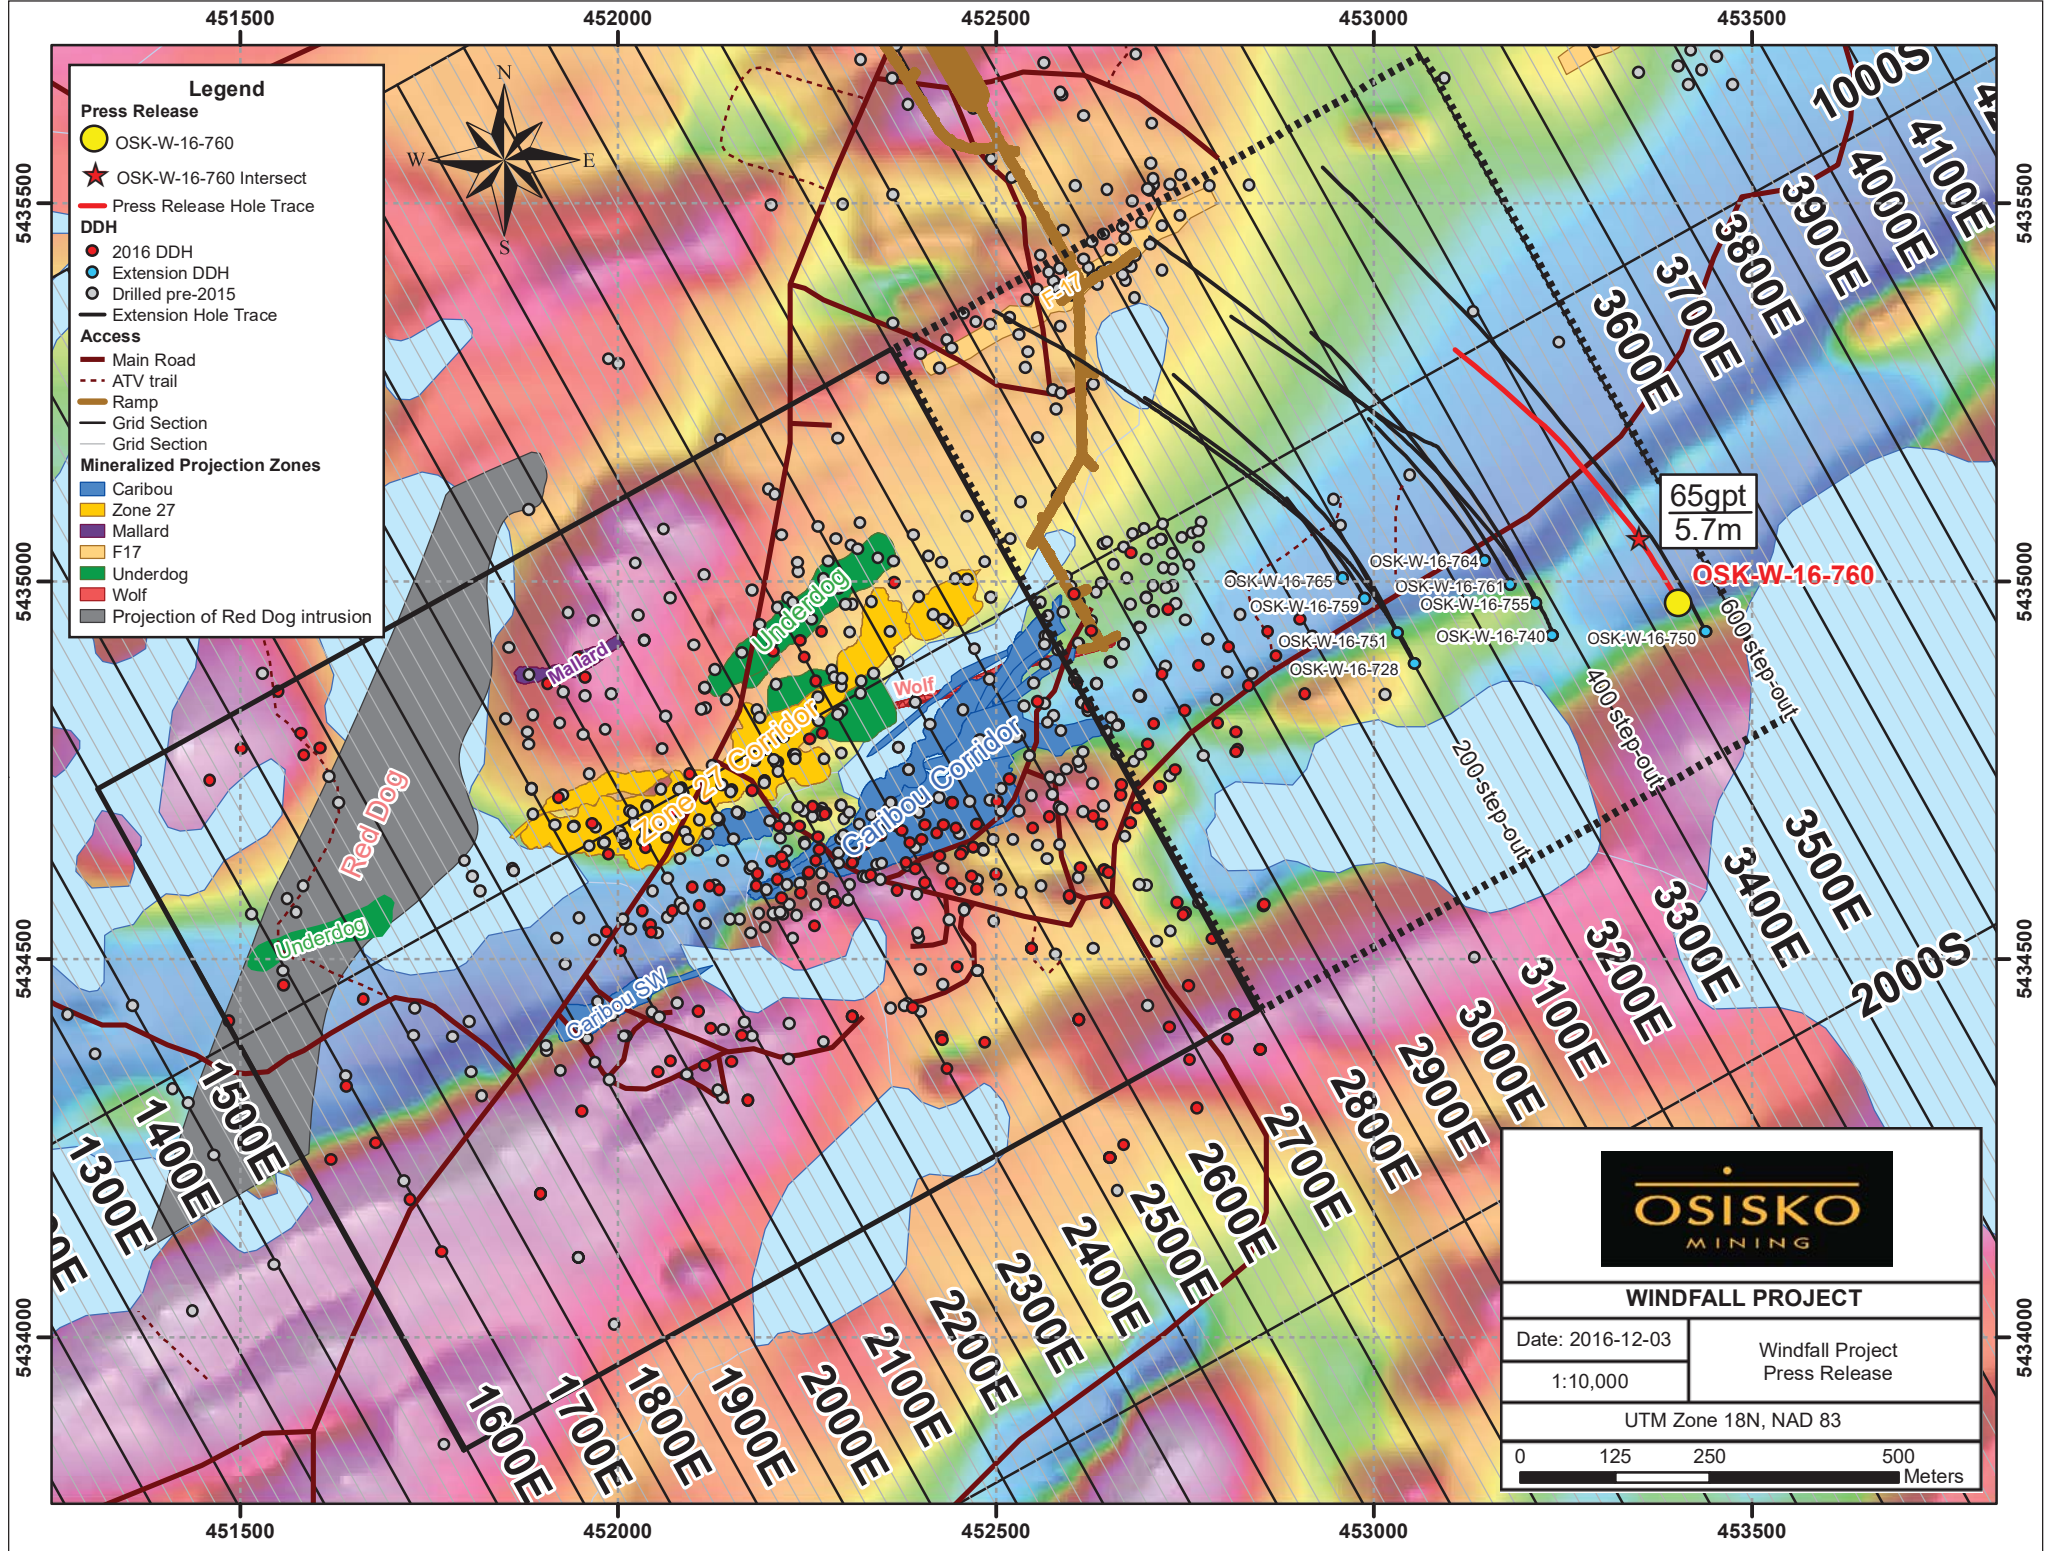 451500
452000
452500
453000
453500
Legend
Press Release
OSK-W-16-760
OSK-W-16-760 Intersect
Press Release Hole Trace
DDH
2016 DDH
Extension DDH
Drilled pre-2015
Extension Hole Trace
Access
Main Road
ATV trail
Ramp
Grid Section
Grid Section
Mineralized Projection Zones
Caribou
Zone 27
Mallard
F17
Underdog
Wolf
Projection of Red Dog intrusion
N
W
E
S
5435500
5435500
5435000
5435000
5434500
5434500
5434000
5434000
1000S
4100E
4000E
3900E
3800E
3700E
3600E
F-17
65gpt
5.7m
OSK-W-16-760
OSK-W-16-764
OSK-W-16-765
OSK-W-16-761
OSK-W-16-759
OSK-W-16-755
OSK-W-16-751
OSK-W-16-740
OSK-W-16-750
OSK-W-16-728
600 step-out
400 step-out
200-step-out
Underdog
Mallard
Wolf
Zone 27 Corridor
Caribou Corridor
Red Dog
Underdog
Caribou SW
3500E
3400E
3300E
3200E
3100E
3000E
2900E
2800E
2700E
2600E
2500E
2400E
2300E
2200E
2100E
2000E
1900E
1800E
1700E
1600E
1500E
1400E
1300E
2000S
OSISKO
MINING
WINDFALL PROJECT
Date: 2016-12-03
1:10,000
Windfall Project
Press Release
UTM Zone 18N, NAD 83
0 125 250 500
Meters
451500
452000
452500
453000
453500